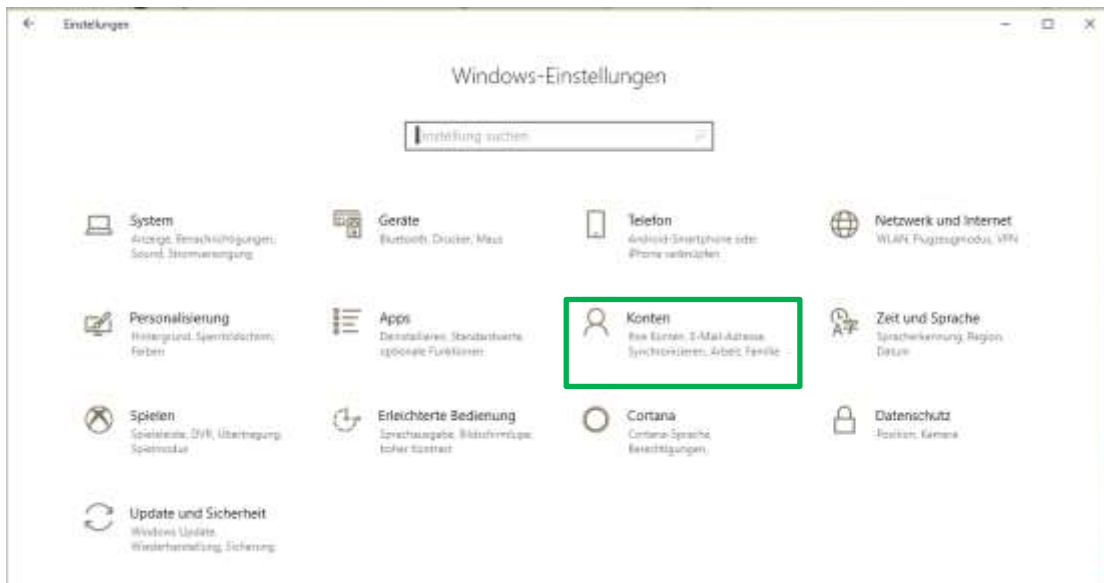 Einstellungen
Windows-Einstellungen
Einstellung suchen
System
Anzeige, Benachrichtigungen,
Sound, Stromversorgung
Geräte
Bluetooth, Drucker, Maus
Telefon
Android-Smartphone oder
iPhone verknüpfen
Netzwerk und Internet
WLAN, Flugzeugmodus, VPN
Personalisierung
Hintergrund, Sperrbildschirm,
Farben
Apps
Deinstallieren, Standardwerte,
optionale Funktionen
Konten
Ihre Konten, E-Mail-Adresse,
Synchronisieren, Arbeit, Familie
Zeit und Sprache
Spracherkennung, Region,
Datum
Spielen
Spieleleiste, DVR, Übertragung,
Spielmodus
Erleichterte Bedienung
Sprachausgabe, Bildschirmlupe,
hoher Kontrast
Cortana
Cortana-Sprache,
Berechtigungen,
Datenschutz
Position, Kamera
Update und Sicherheit
Windows Update,
Wiederherstellung, Sicherung